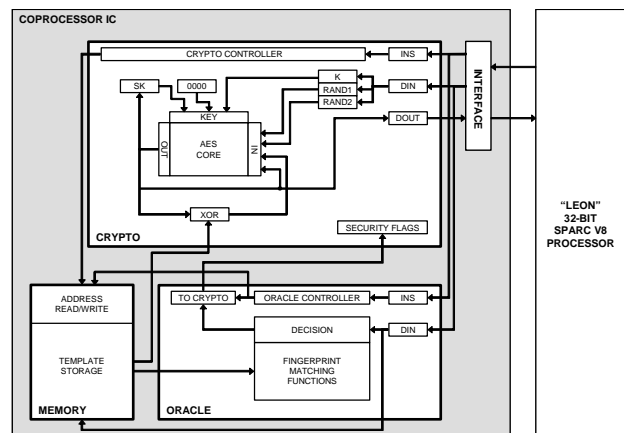 COPROCESSOR IC
CRYPTO CONTROLLER
INS
SK
0000
K
RAND1
RAND2
DIN
KEY
OUT
AES
CORE
IN
DOUT
INTERFACE
XOR
SECURITY FLAGS
CRYPTO
"LEON"
32-BIT
SPARC V8
PROCESSOR
ADDRESS
READ/WRITE
TEMPLATE
STORAGE
MEMORY
TO CRYPTO
ORACLE CONTROLLER
INS
DECISION
DIN
FINGERPRINT
MATCHING
FUNCTIONS
ORACLE